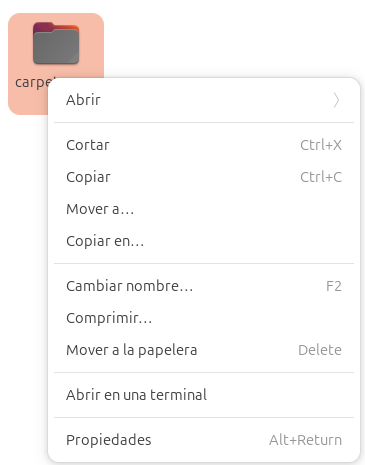 Abrir
Cortar Ctrl+X
Copiar Ctrl+C
Mover a...
Copiar en...
Cambiar nombre... F2
Comprimir...
Mover a la papelera Delete
Abrir en una terminal
Propiedades Alt+Return